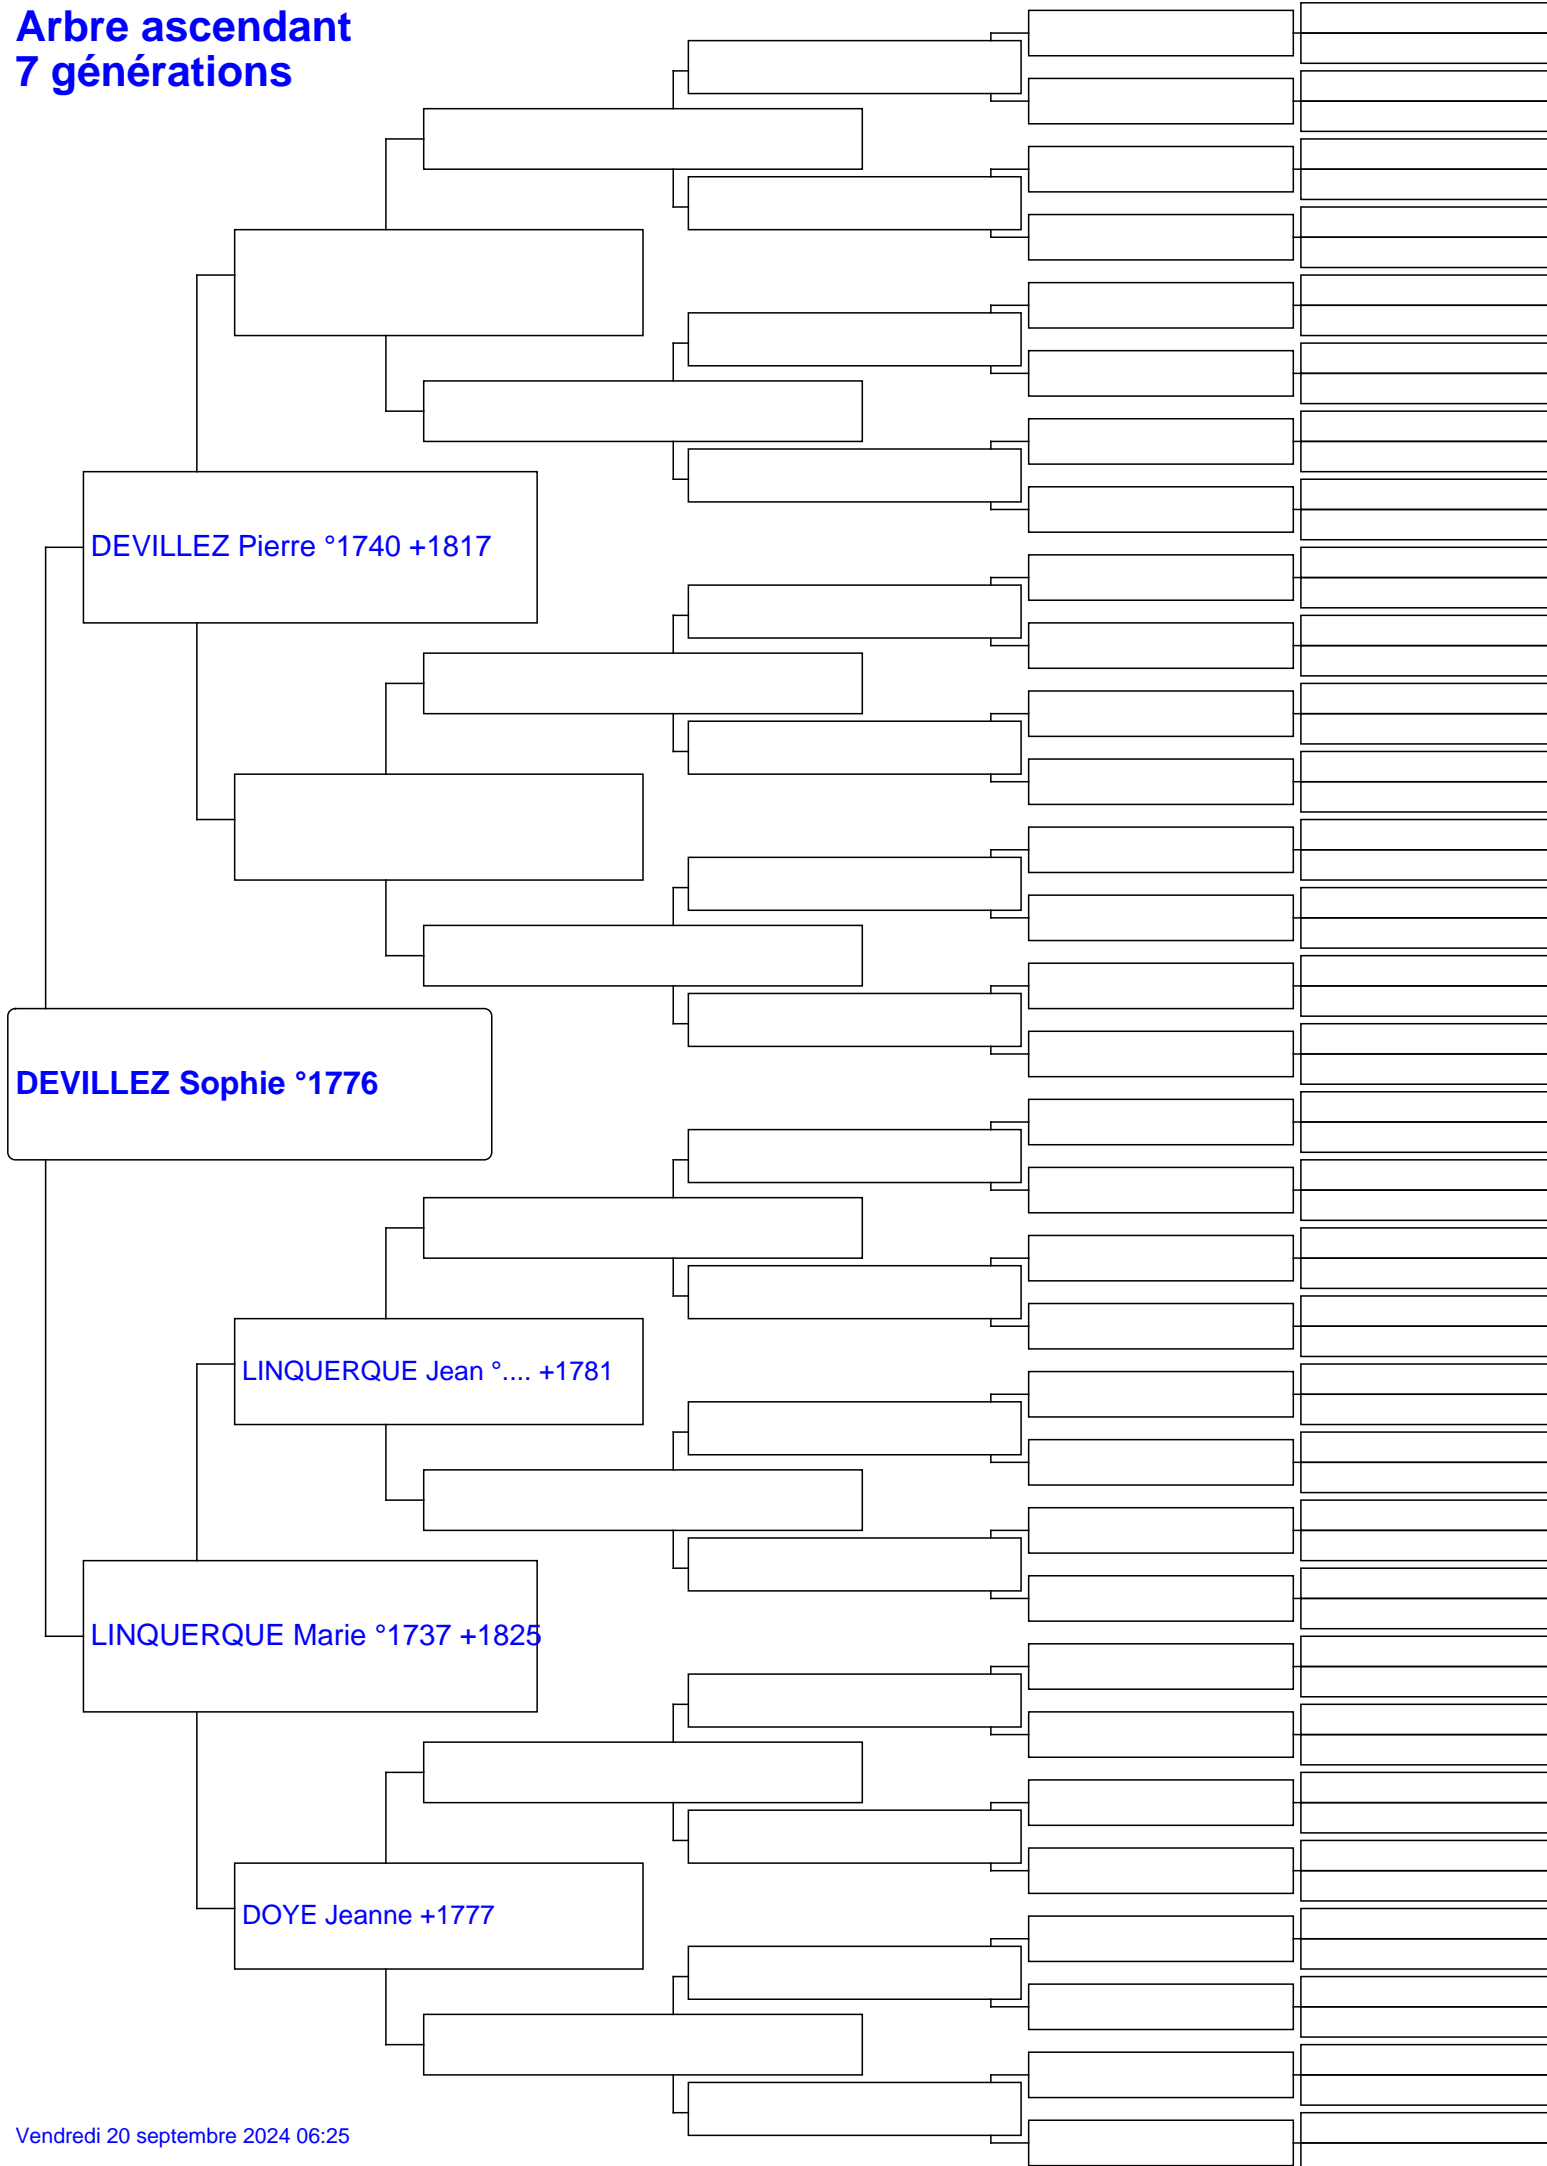 Arbre ascendant
7 générations
DEVILLEZ Pierre °1740 +1817
DEVILLEZ Sophie °1776
LINQUERQUE Jean °.... +1781
LINQUERQUE Marie °1737 +1825
DOYE Jeanne +1777
Vendredi 20 septembre 2024 06:25